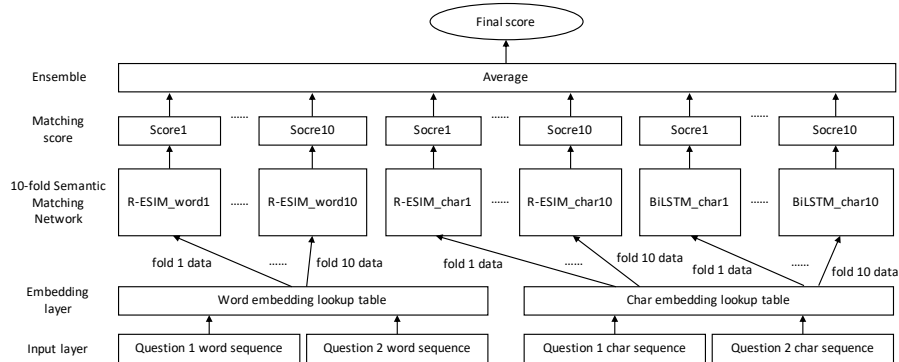 Final score
Ensemble
Average
Matching
score
Score1
......
Socre10
Socre1
......
Socre10
Socre1
......
Socre10
10-fold Semantic
Matching
Network
R-ESIM_word1
......
R-ESIM_word10
R-ESIM_char1
......
R-ESIM_char10
BiLSTM_char1
......
BiLSTM_char10
fold 1 data
......
fold 10 data
fold 1 data
......
fold 10 data
fold 1 data
......
fold 10 data
Embedding
layer
Word embedding lookup table
Char embedding lookup table
Input layer
Question 1 word sequence
Question 2 word sequence
Question 1 char sequence
Question 2 char sequence